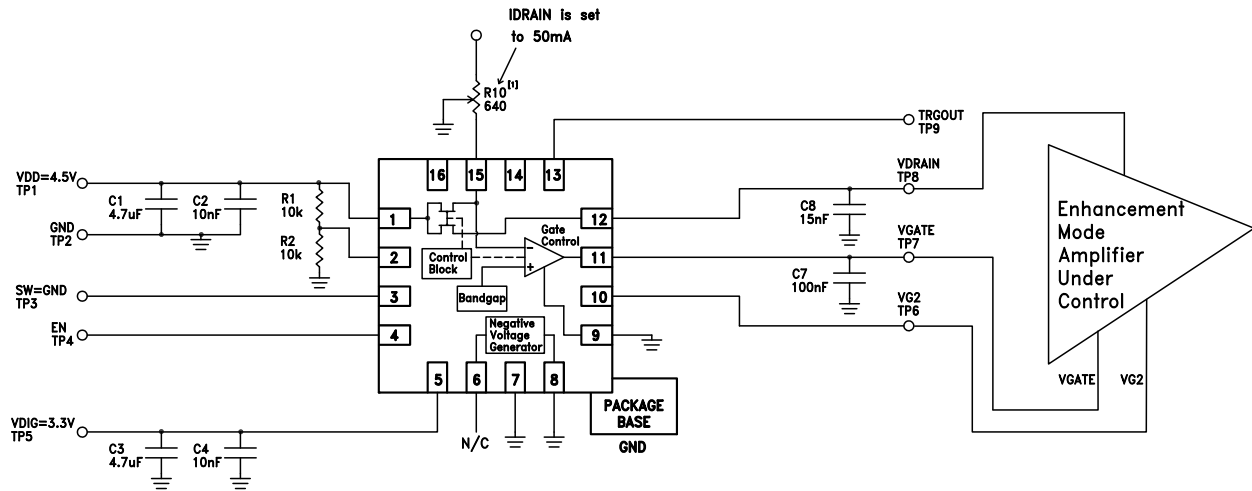 IDRAIN is set
to 50mA
R10[1]
640
TRGOUT
TP9
VDD=4.5V
TP1
C1
4.7uF
C2
10nF
R1
10k
GND
TP2
R2
10k
SW=GND
TP3
EN
TP4
VDIG=3.3V
TP5
C3
4.7uF
C4
10nF
16
15
14
13
1
2
3
4
5
6
7
8
12
11
10
9
Control
Block
Gate
Control
−
+
Bandgap
Negative
Voltage
Generator
N/C
PACKAGE
BASE
GND
VDRAIN
TP8
C8
15nF
VGATE
TP7
C7
100nF
VG2
TP6
Enhancement
Mode
Amplifier
Under
Control
VGATE
VG2